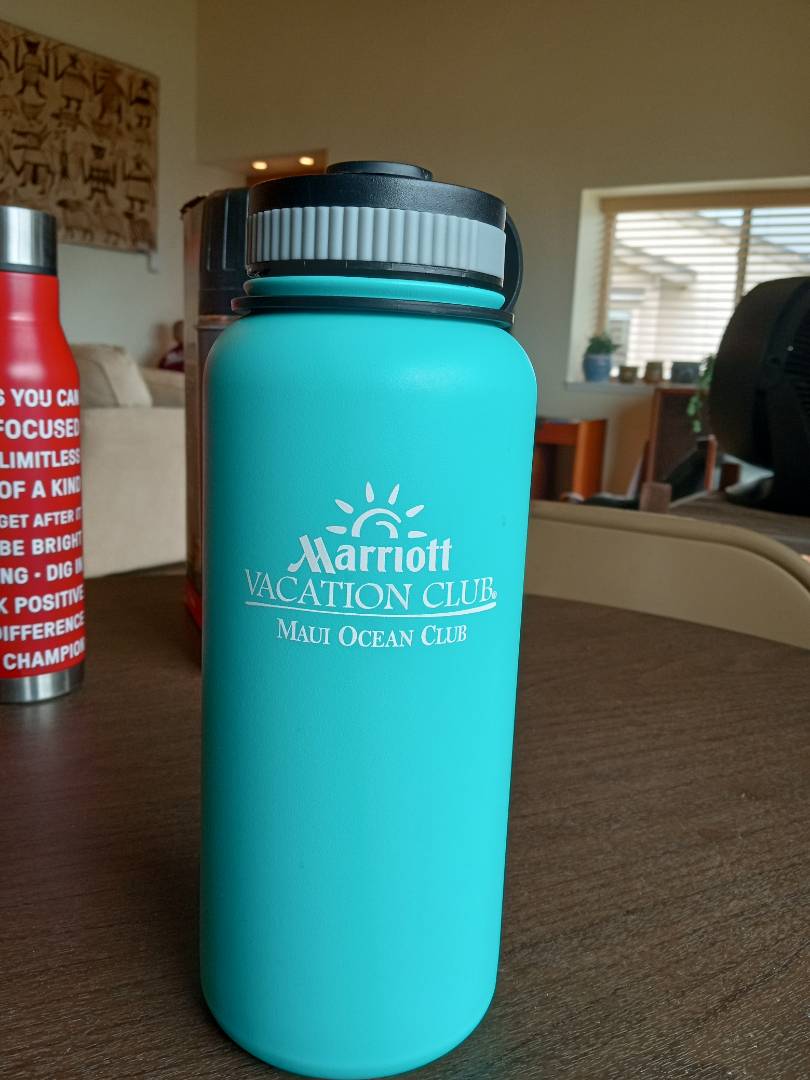 S YOU CAN
FOCUSED
LIMITLESS
OF A KIND
GET AFTER IT
BE BRIGHT
NG · DIG IN
K POSITIVE
DIFFERENCE
CHAMPION
Marriott
VACATION CLUB®
MAUI OCEAN CLUB